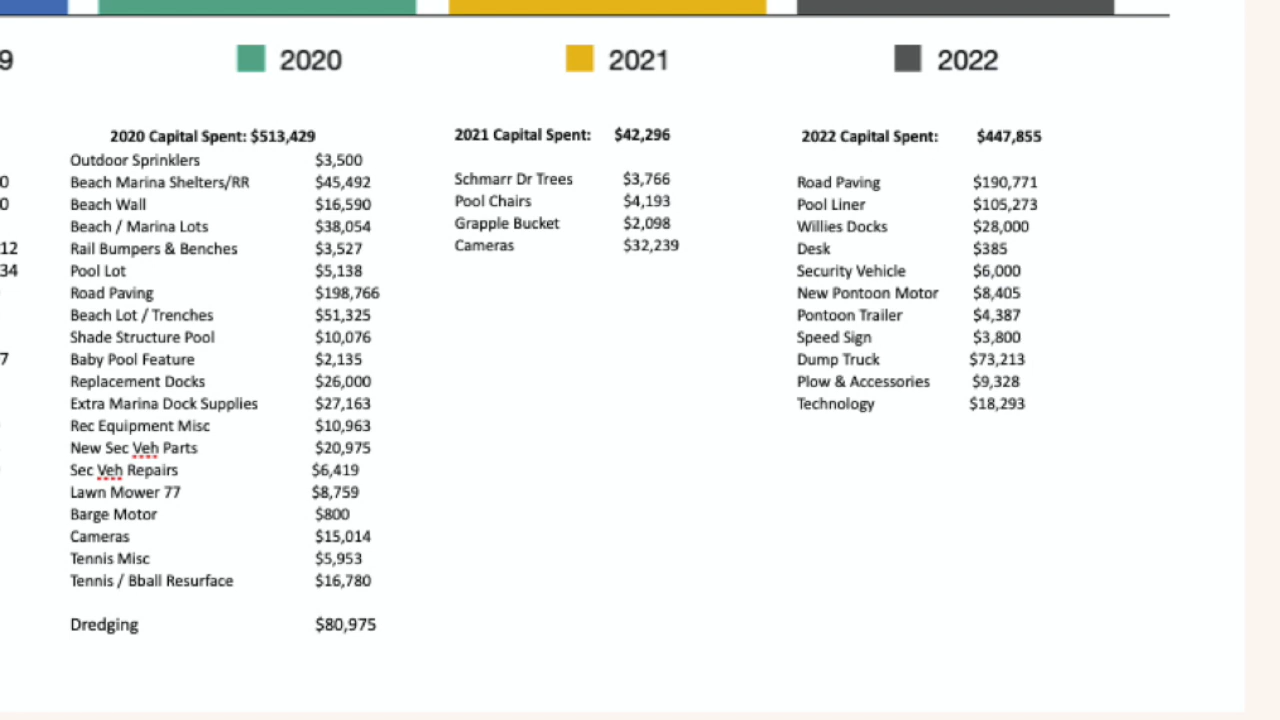 9 2020 2021 2022
2020 Capital Spent: $513,429
Outdoor Sprinklers $3,500
Beach Marina Shelters/RR $45,492
Beach Wall $16,590
Beach / Marina Lots $38,054
Rail Bumpers & Benches $3,527
Pool Lot $5,138
Road Paving $198,766
Beach Lot / Trenches $51,325
Shade Structure Pool $10,076
Baby Pool Feature $2,135
Replacement Docks $26,000
Extra Marina Dock Supplies $27,163
Rec Equipment Misc $10,963
New Sec Veh Parts $20,975
Sec Veh Repairs $6,419
Lawn Mower 77 $8,759
Barge Motor $800
Cameras $15,014
Tennis Misc $5,953
Tennis / Bball Resurface $16,780
Dredging $80,975
2021 Capital Spent: $42,296
Schmarr Dr Trees $3,766
Pool Chairs $4,193
Grapple Bucket $2,098
Cameras $32,239
2022 Capital Spent: $447,855
Road Paving $190,771
Pool Liner $105,273
Willies Docks $28,000
Desk $385
Security Vehicle $6,000
New Pontoon Motor $8,405
Pontoon Trailer $4,387
Speed Sign $3,800
Dump Truck $73,213
Plow & Accessories $9,328
Technology $18,293